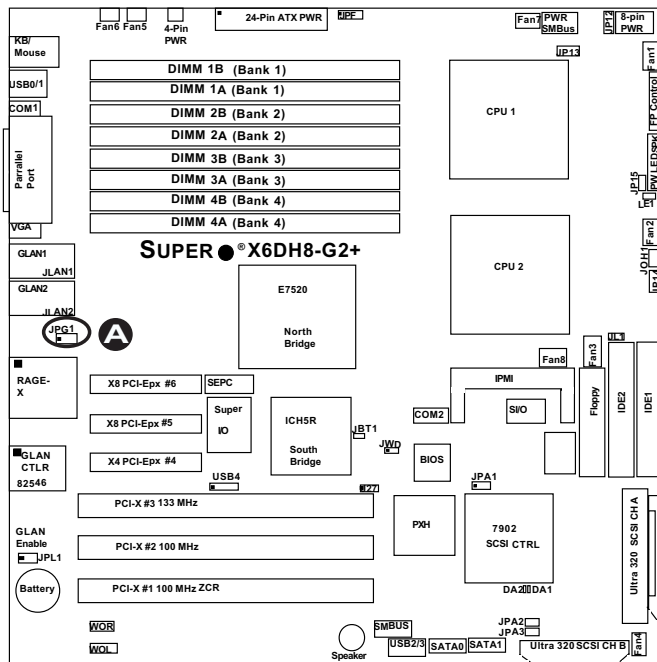 Fan6 Fan5
4-Pin
PWR
24-Pin ATX PWR
JPF
Fan7
PWR
SMBus
JP12
8-pin
PWR
KB/
Mouse
USB0/1
COM1
Parrallel
Port
VGA
GLAN1
JLAN1
GLAN2
JLAN2
JPG1
A
DIMM 1B (Bank 1)
DIMM 1A (Bank 1)
DIMM 2B (Bank 2)
DIMM 2A (Bank 2)
DIMM 3B (Bank 3)
DIMM 3A (Bank 3)
DIMM 4B (Bank 4)
DIMM 4A (Bank 4)
SUPER ● ® X6DH8-G2+
JP13
CPU 1
Fan1
FP Control
PWLEDSPK
JP15
LE1
Fan2
JOH1
JP14
CPU 2
E7520
North
Bridge
RAGE-
X
X8 PCI-Epx #6
SEPC
X8 PCI-Epx #5
Super
I/O
X4 PCI-Epx #4
ICH5R
South
Bridge
JBT1
JWD
COM2
BIOS
Fan8
Fan3
JL1
IPMI
SI/O
Floppy
IDE2
IDE1
GLAN
CTLR
82546
USB4
J27
JPA1
PCI-X #3 133 MHz
PCI-X #2 100 MHz
PCI-X #1 100 MHz ZCR
PXH
7902
SCSI CTRL
Ultra 320 SCSI CH A
GLAN
Enable
JPL1
Battery
DA2 DA1
WOR
WOL
Speaker
SMBUS
USB2/3
SATA0
SATA1
JPA2
JPA3
Ultra 320 SCSI CH B
Fan4